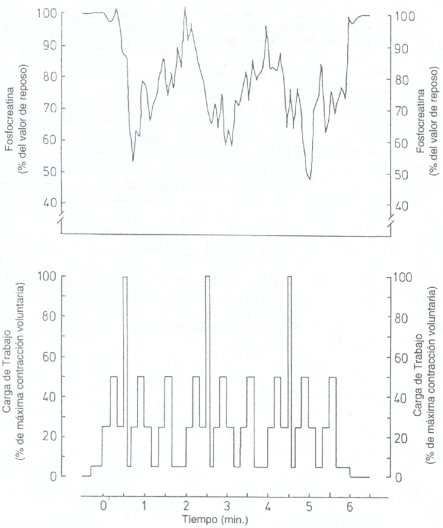 100
90
80
70
60
50
40
Fosfocreatina
(% del valor de reposo)
100
90
80
70
60
50
40
Fosfocreatina
(% del valor de reposo)
100
80
60
40
20
0
Carga de Trabajo
(% de máxima contracción voluntaria)
100
80
60
40
20
0
Carga de Trabajo
(% de máxima contracción voluntaria)
0 1 2 3 4 5 6
Tiempo (min.)